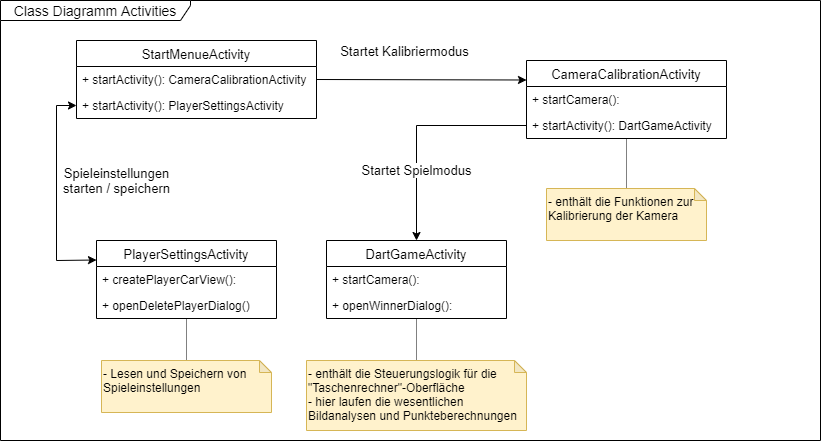 Class Diagramm Activities
StartMenueActivity
+ startActivity(): CameraCalibrationActivity
+ startActivity(): PlayerSettingsActivity
Startet Kalibriermodus
CameraCalibrationActivity
+ startCamera():
+ startActivity(): DartGameActivity
- enthält die Funktionen zur
Kalibrierung der Kamera
Spieleinstellungen
starten / speichern
Startet Spielmodus
PlayerSettingsActivity
+ createPlayerCarView():
+ openDeletePlayerDialog()
- Lesen und Speichern von
Spieleinstellungen
DartGameActivity
+ startCamera():
+ openWinnerDialog():
- enthält die Steuerungslogik für die
"Taschenrechner"-Oberfläche
- hier laufen die wesentlichen
Bildanalysen und Punkteberechnungen